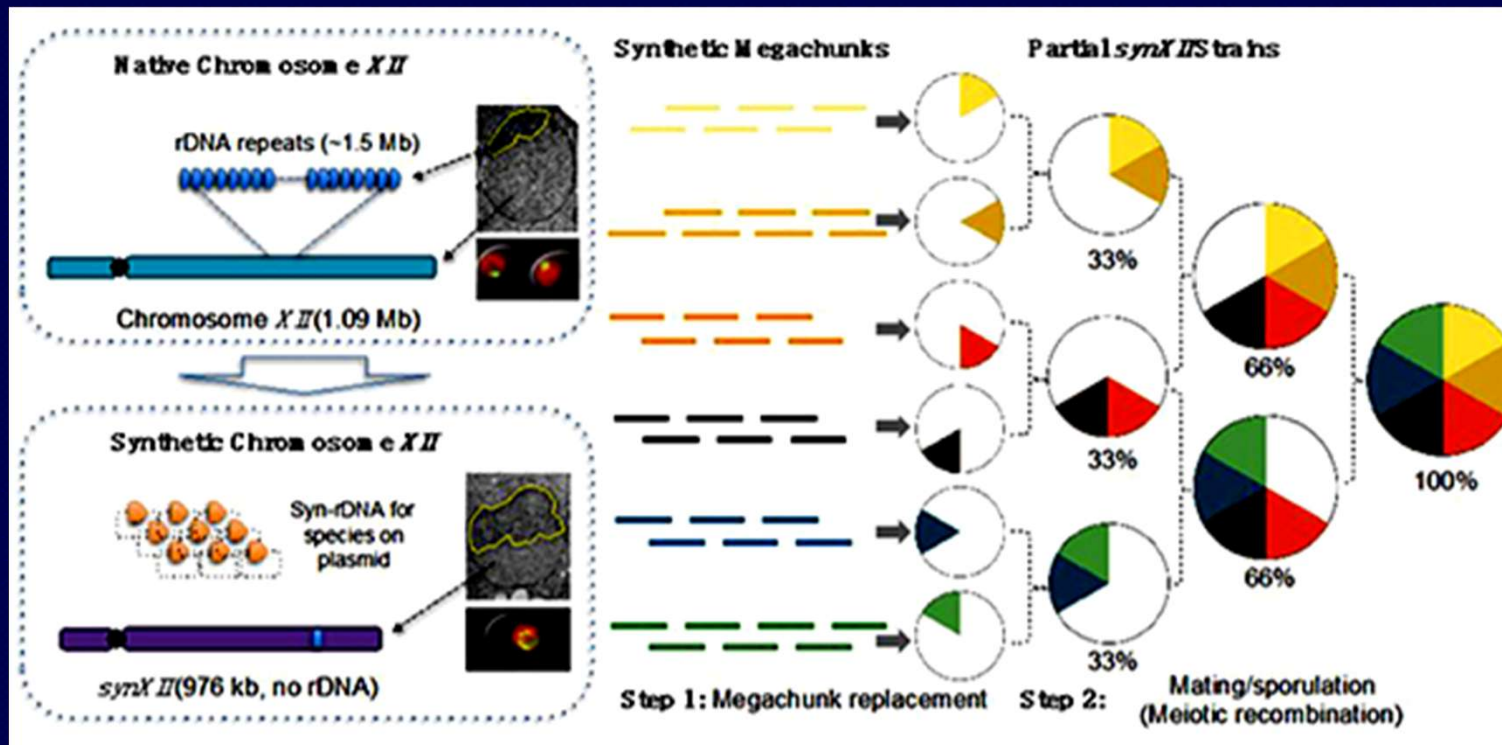 Native Chromosome XII
rDNA repeats (~1.5 Mb)
Chromosome XII(1.09 Mb)
Synthetic Chromosome XII
Syn-rDNA for
species on
plasmid
synXII(976 kb, no rDNA)
Synthetic Megachunks
Step 1: Megachunk replacement
Partial synXII Strains
33%
33%
33%
66%
66%
100%
Step 2:
Mating/sporulation
(Meiotic recombination)